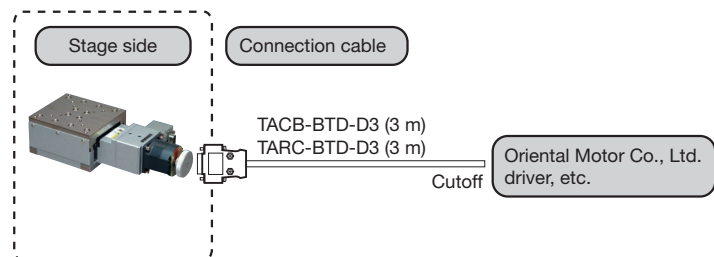 Stage side
Connection cable
TACB-BTD-D3 (3 m)
TARC-BTD-D3 (3 m)
Cutoff
Oriental Motor Co., Ltd.
driver, etc.